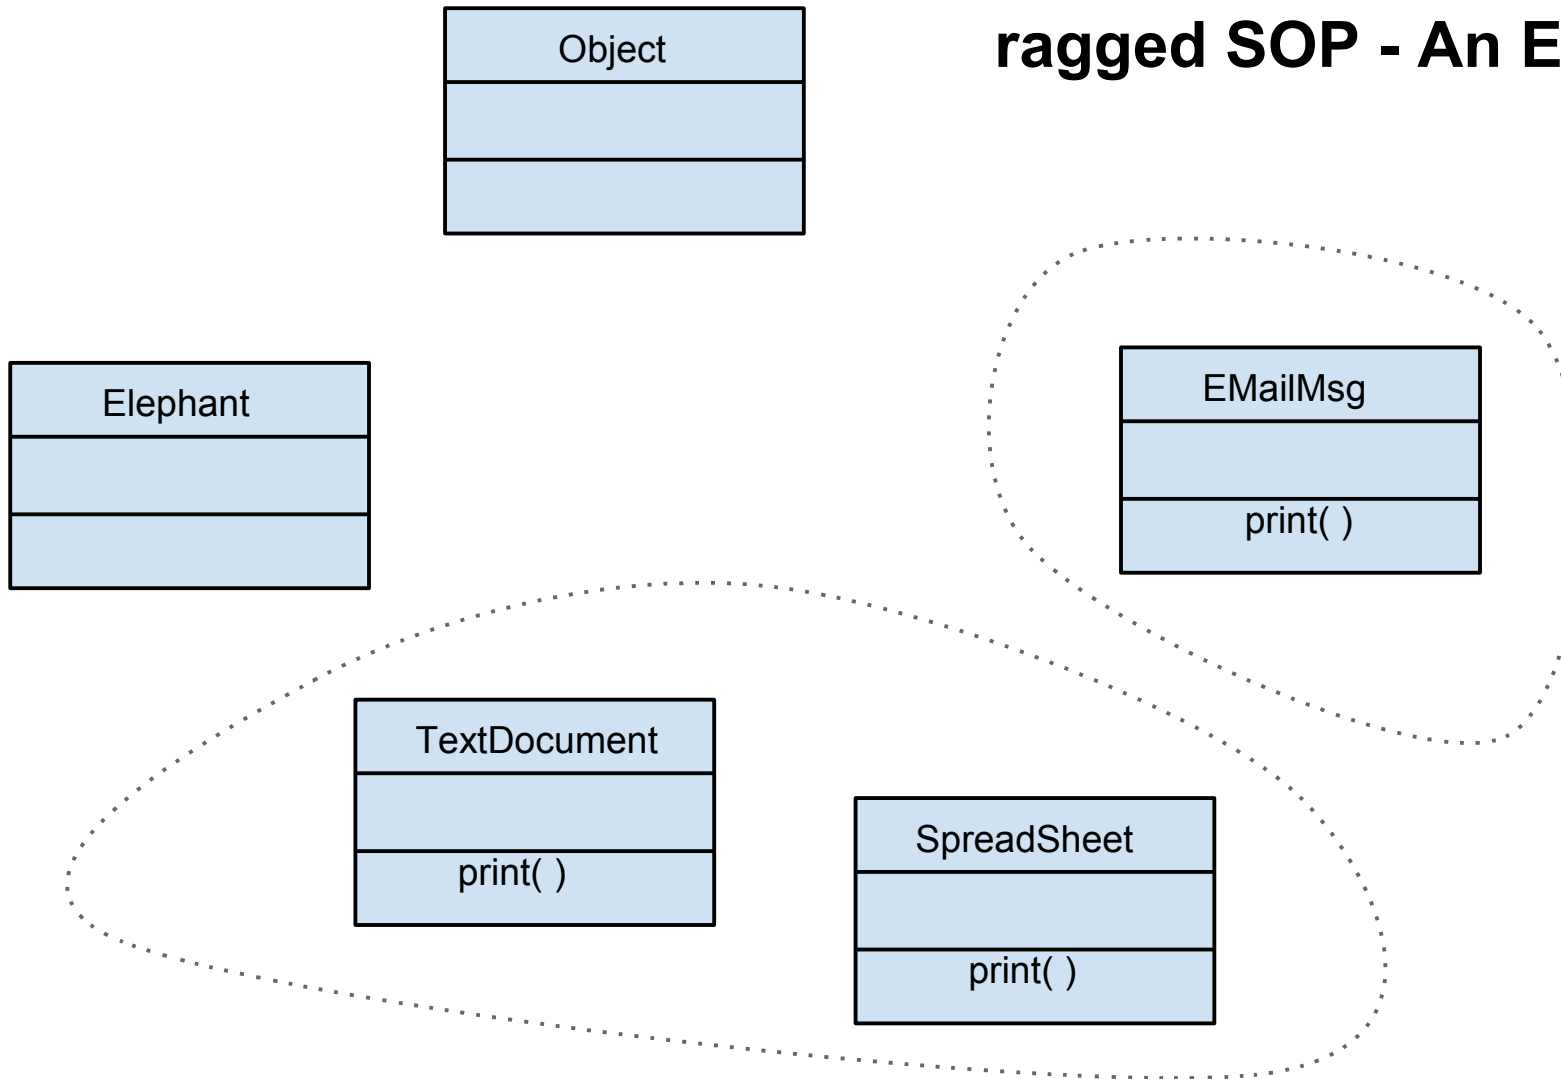 Object
ragged SOP - An E
Elephant
EMailMsg
print( )
TextDocument
print( )
SpreadSheet
print( )